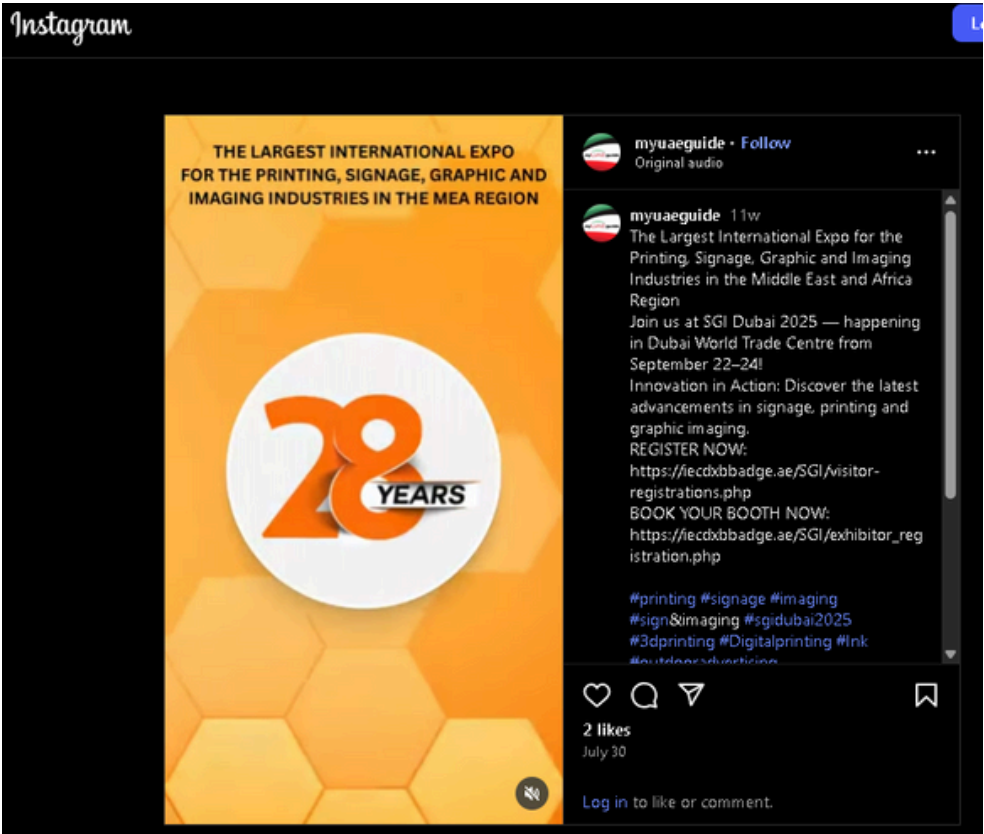 Instagram
THE LARGEST INTERNATIONAL EXPO
FOR THE PRINTING, SIGNAGE, GRAPHIC AND
IMAGING INDUSTRIES IN THE MEA REGION
28
YEARS
myuaeguide • Follow
Original audio
myuaeguide 11w
The Largest International Expo for the
Printing, Signage, Graphic and Imaging
Industries in the Middle East and Africa
Region
Join us at SGI Dubai 2025 — happening
in Dubai World Trade Centre from
September 22–24!
Innovation in Action: Discover the latest
advancements in signage, printing and
graphic imaging.
REGISTER NOW:
https://iecdxbbadge.ae/SGI/visitor-
registrations.php
BOOK YOUR BOOTH NOW:
https://iecdxbbadge.ae/SGI/exhibitor_reg
istration.php
#printing #signage #imaging
#sign&imaging #sgidubai2025
#3dprinting #Digitalprinting #Ink
#outdooradvertising
2 likes
July 30
Log in to like or comment.